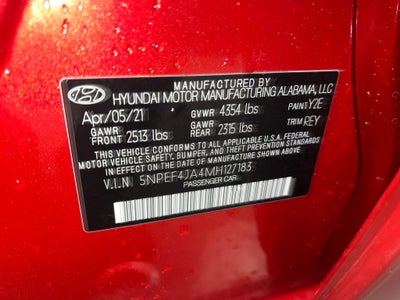 MANUFACTURED BY
HYUNDAI MOTOR MANUFACTURING ALABAMA, LLC
Apr/05/21 GVWR 4354 lbs PAINT Y2E
GAWR FRONT 2513 lbs GAWR REAR 2315 lbs TRIM REY
THIS VEHICLE CONFORMS TO ALL APPLICABLE U.S.A. FEDERAL
MOTOR VEHICLE SAFETY, BUMPER, AND THEFT PREVENTION STANDARDS
IN EFFECT ON THE DATE OF MANUFACTURE SHOWN ABOVE.
V.I.N 5NPEF4JA4MH127183
PASSENGER CAR